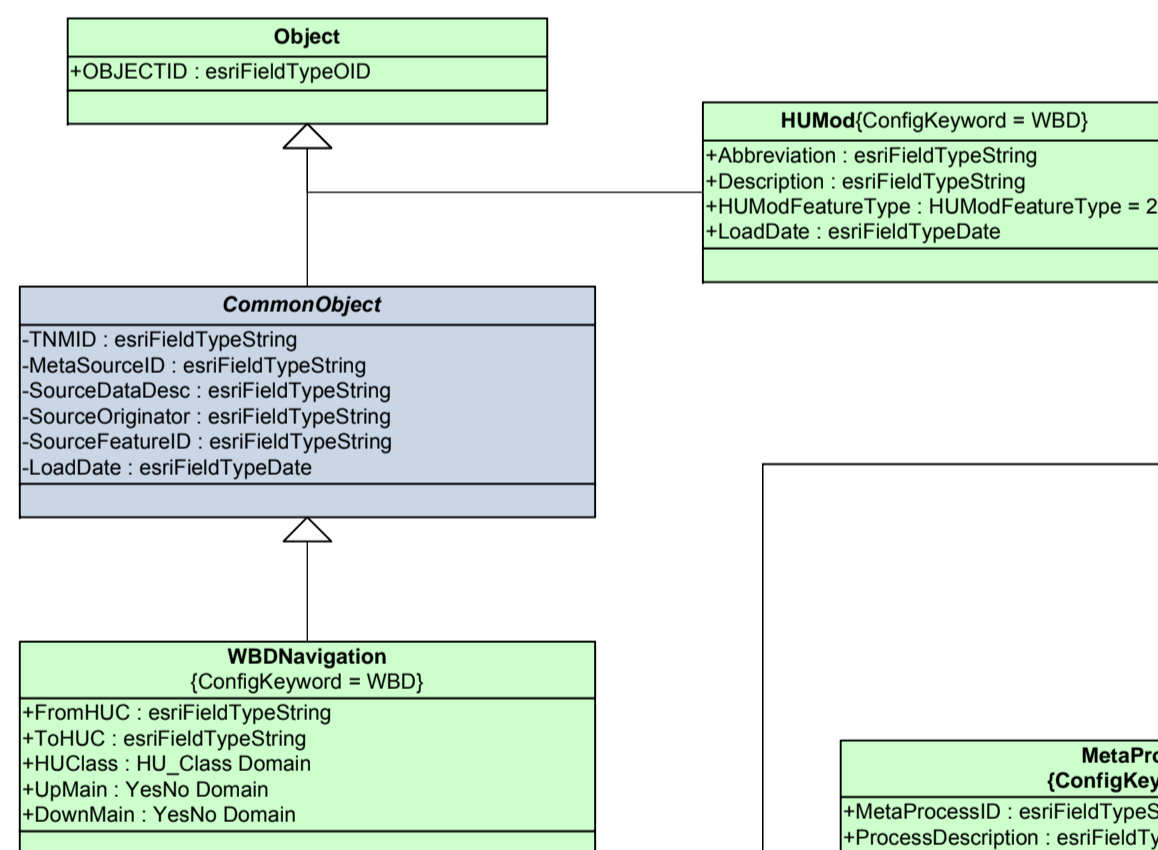 Object
+OBJECTID : esriFieldTypeOID
HUMod{ConfigKeyword = WBD}
+Abbreviation : esriFieldTypeString
+Description : esriFieldTypeString
+HUModFeatureType : HUModFeatureType = 2
+LoadDate : esriFieldTypeDate
CommonObject
-TNMID : esriFieldTypeString
-MetaSourceID : esriFieldTypeString
-SourceDataDesc : esriFieldTypeString
-SourceOriginator : esriFieldTypeString
-SourceFeatureID : esriFieldTypeString
-LoadDate : esriFieldTypeDate
WBDNavigation
{ConfigKeyword = WBD}
+FromHUC : esriFieldTypeString
+ToHUC : esriFieldTypeString
+HUClass : HU_Class Domain
+UpMain : YesNo Domain
+DownMain : YesNo Domain
+MetaProcessID :
+ProcessDescription :